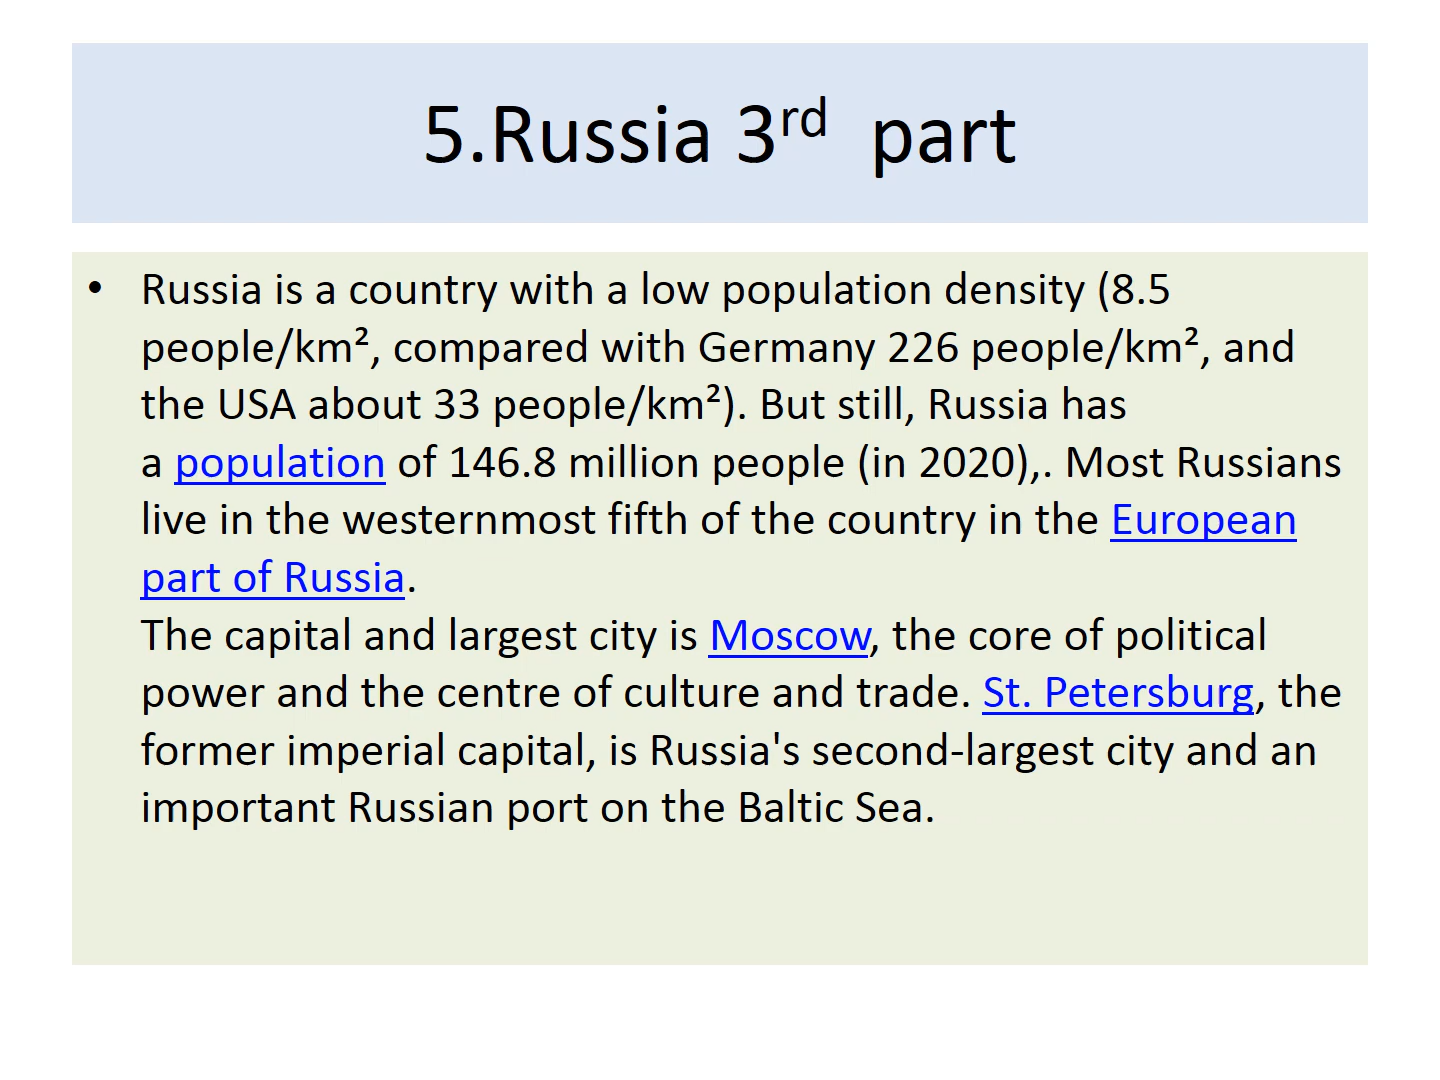 5.Russia 3rd part
• Russia is a country with a low population density (8.5
people/km², compared with Germany 226 people/km², and
the USA about 33 people/km²). But still, Russia has
a population of 146.8 million people (in 2020),. Most Russians
live in the westernmost fifth of the country in the European
part of Russia.
The capital and largest city is Moscow, the core of political
power and the centre of culture and trade. St. Petersburg, the
former imperial capital, is Russia's second-largest city and an
important Russian port on the Baltic Sea.